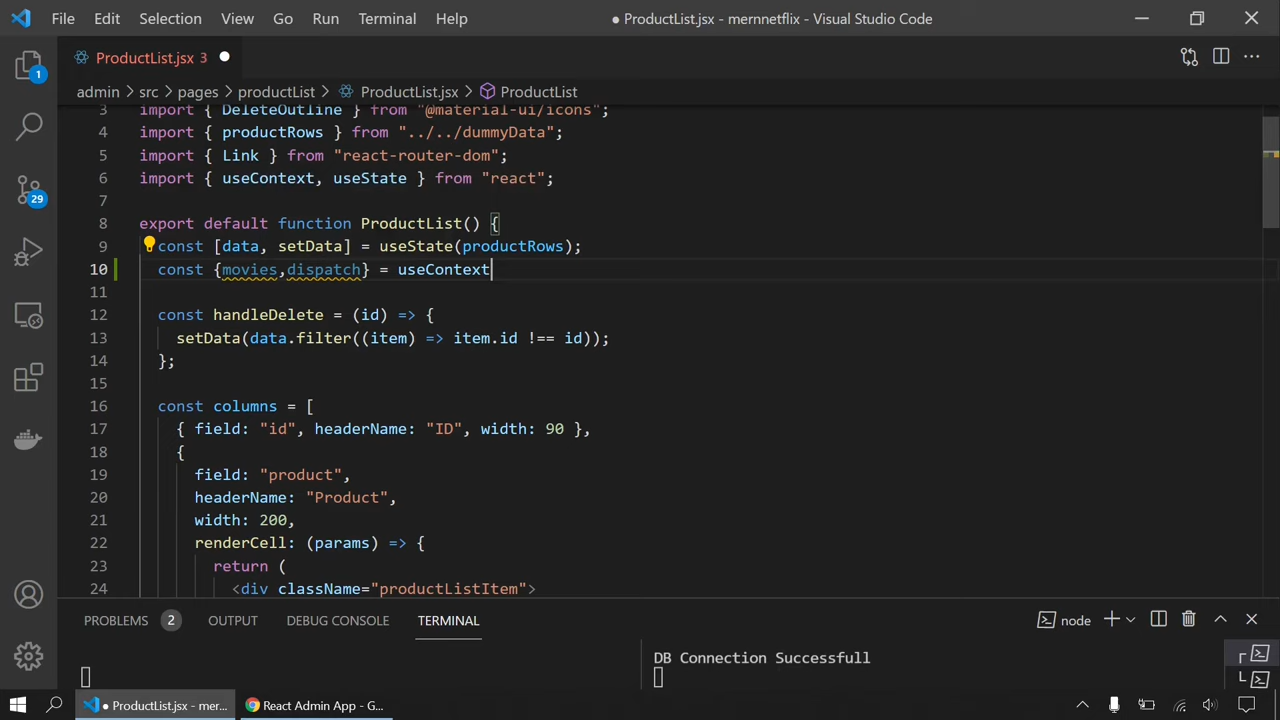 File Edit Selection View Go Run Terminal Help ● ProductList.jsx - mernnetflix - Visual Studio Code
1
29
ProductList.jsx 3
admin > src > pages > productList > ProductList.jsx > ProductList
3 import { DeleteOutline } from "@material-ui/icons";
4 import { productRows } from "../../dummyData";
5 import { Link } from "react-router-dom";
6 import { useContext, useState } from "react";
7
8 export default function ProductList() {
9 const [data, setData] = useState(productRows);
10 const {movies,dispatch} = useContext
11
12 const handleDelete = (id) => {
13 setData(data.filter((item) => item.id !== id));
14 };
15
16 const columns = [
17 { field: "id", headerName: "ID", width: 90 },
18 {
19 field: "product",
20 headerName: "Product",
21 width: 200,
22 renderCell: (params) => {
23 return (
24 <div className="productListItem">
PROBLEMS 2 OUTPUT DEBUG CONSOLE TERMINAL node
DB Connection Successfull
● ProductList.jsx - mer... React Admin App - G...